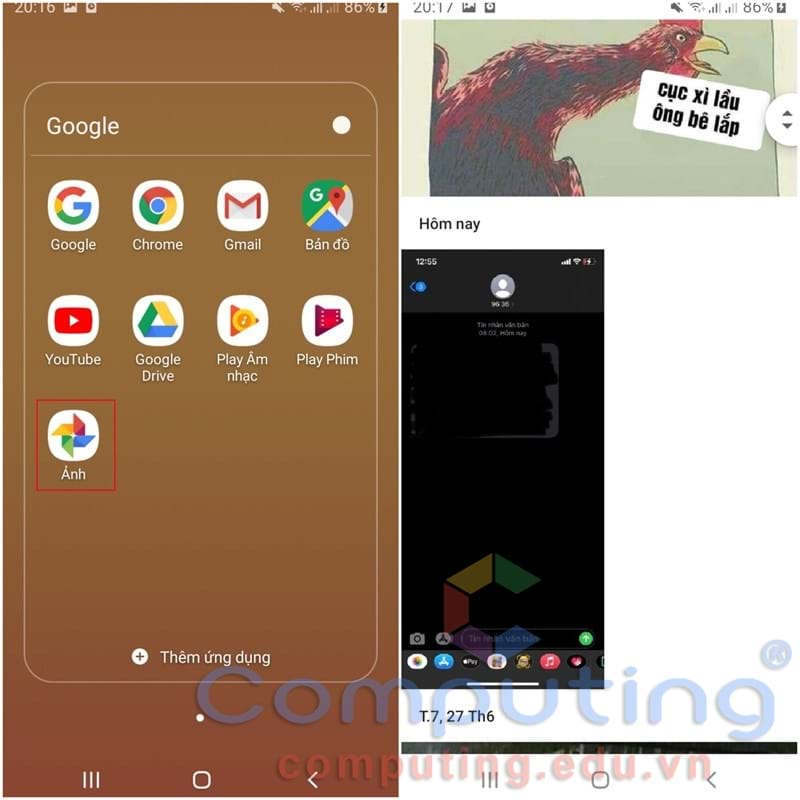 20:16
86%
Google
Google
Chrome
Gmail
Bản đồ
YouTube
Google
Drive
Play Âm
nhạc
Play Phim
Ảnh
Thêm ứng dụng
20:17
86%
cục xì lầu
ông bê lắp
Hôm nay
12:55
96 36
Tin nhắn văn bản
08:02, Hôm nay
Tin nhắn văn bản
Pay
T.7, 27 Th6
Computing
computing.edu.vn